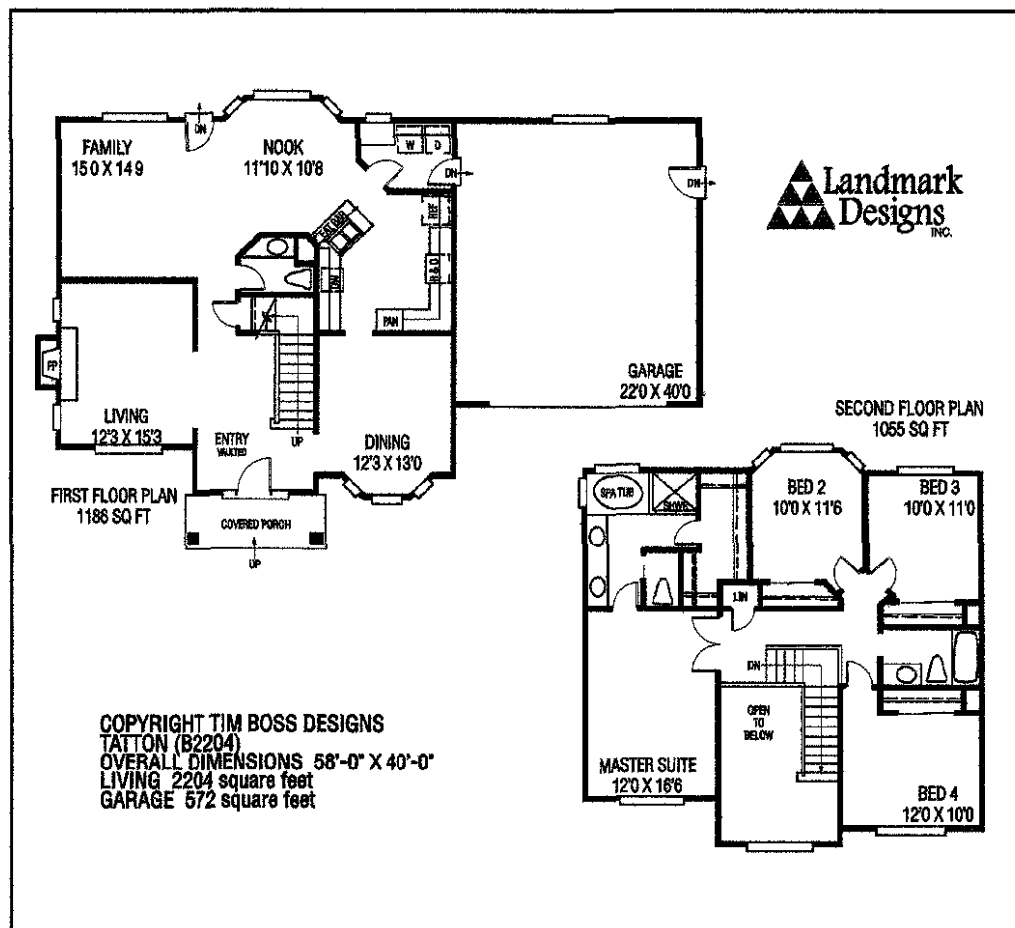 FAMILY
15'0 X 14'9
DN
NOOK
11'10 X 10'8
W
D
DN
DN
Landmark
Designs
INC.
EAT BAR
REF
R & O
DW
PAN
FP
GARAGE
22'0 X 40'0
LIVING
12'3 X 15'3
ENTRY
VAULTED
UP
DINING
12'3 X 13'0
SECOND FLOOR PLAN
1055 SQ FT
FIRST FLOOR PLAN
1186 SQ FT
COVERED PORCH
UP
SPA TUB
SHWR
BED 2
10'0 X 11'6
BED 3
10'0 X 11'0
LIN
DN
OPEN
TO
BELOW
MASTER SUITE
12'0 X 16'6
BED 4
12'0 X 10'0
COPYRIGHT TIM BOSS DESIGNS
TATTON (B2204)
OVERALL DIMENSIONS 58'-0" X 40'-0"
LIVING 2204 square feet
GARAGE 572 square feet